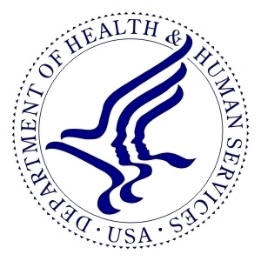 DEPARTMENT OF HEALTH & HUMAN SERVICES · USA ·